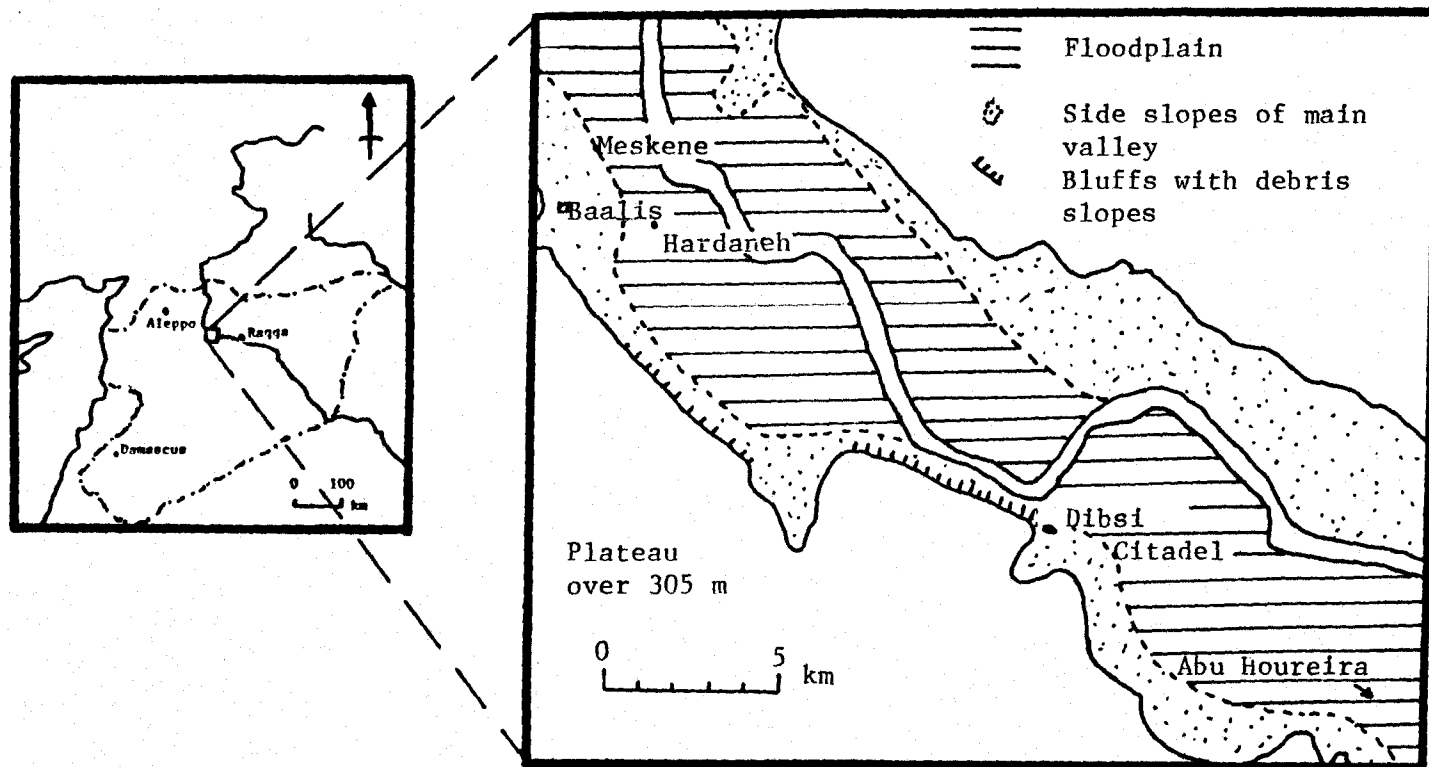 Aleppo
Raqqa
Damascus
0 100
km
Floodplain
Side slopes of main
valley
Bluffs with debris
slopes
Meskene
Baalis
Hardaneh
Dibsi
Citadel
Plateau
over 305 m
0 5
km
Abu Houreira